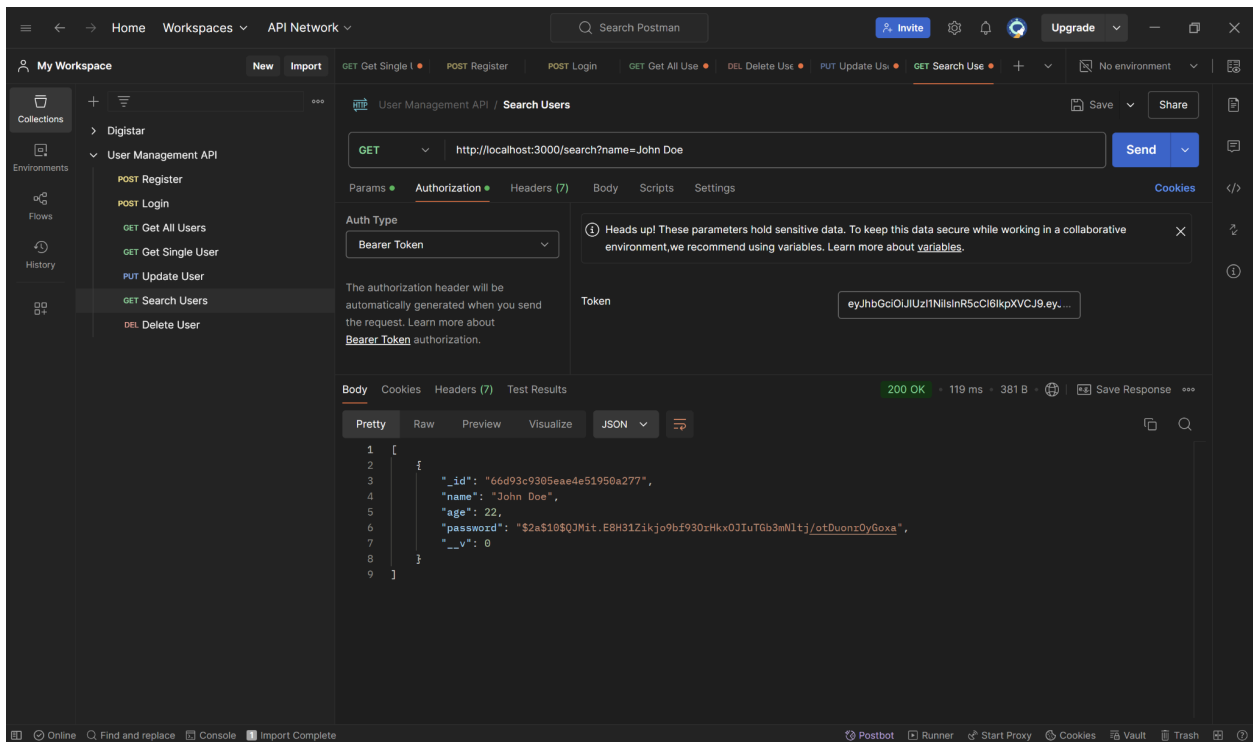 Home Workspaces API Network Search Postman Invite Upgrade
My Workspace New Import GET Get Single U POST Register POST Login GET Get All Use DEL Delete Use PUT Update Use GET Search Use No environment
Collections
Environments
Flows
History
Digistar
User Management API
POST Register
POST Login
GET Get All Users
GET Get Single User
PUT Update User
GET Search Users
DEL Delete User
HTTP User Management API / Search Users Save Share
GET http://localhost:3000/search?name=John Doe Send
Params Authorization Headers (7) Body Scripts Settings Cookies
Auth Type
Bearer Token
The authorization header will be
automatically generated when you send
the request. Learn more about
Bearer Token authorization.
Heads up! These parameters hold sensitive data. To keep this data secure while working in a collaborative
environment,we recommend using variables. Learn more about variables.
Token eyJhbGciOiJIUzI1NiIsInR5cCI6IkpXVCJ9.ey...
Body Cookies Headers (7) Test Results 200 OK 119 ms 381 B e.g. Save Response
Pretty Raw Preview Visualize JSON
1 [
2 {
3 "_id": "66d93c9305eae4e51950a277",
4 "name": "John Doe",
5 "age": 22,
6 "password": "$2a$10$QJMit.E8H31Zikjo9bf93OrHkxOJIuTGb3mNltj/otDuonrOyGoxa",
7 "__v": 0
8 }
9 ]
Online Find and replace Console 1 Import Complete Postbot Runner Start Proxy Cookies Vault Trash